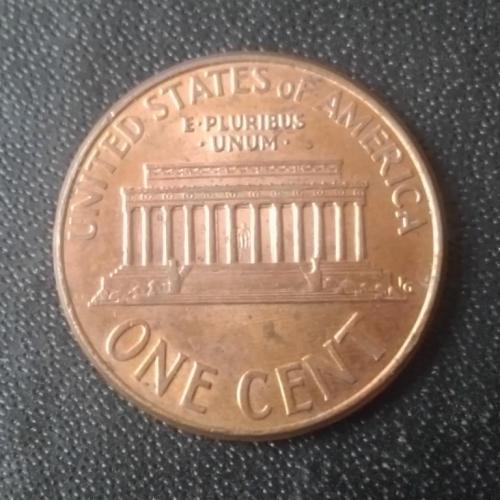 UNITED STATES OF AMERICA
E·PLURIBUS
·UNUM·
ONE CENT